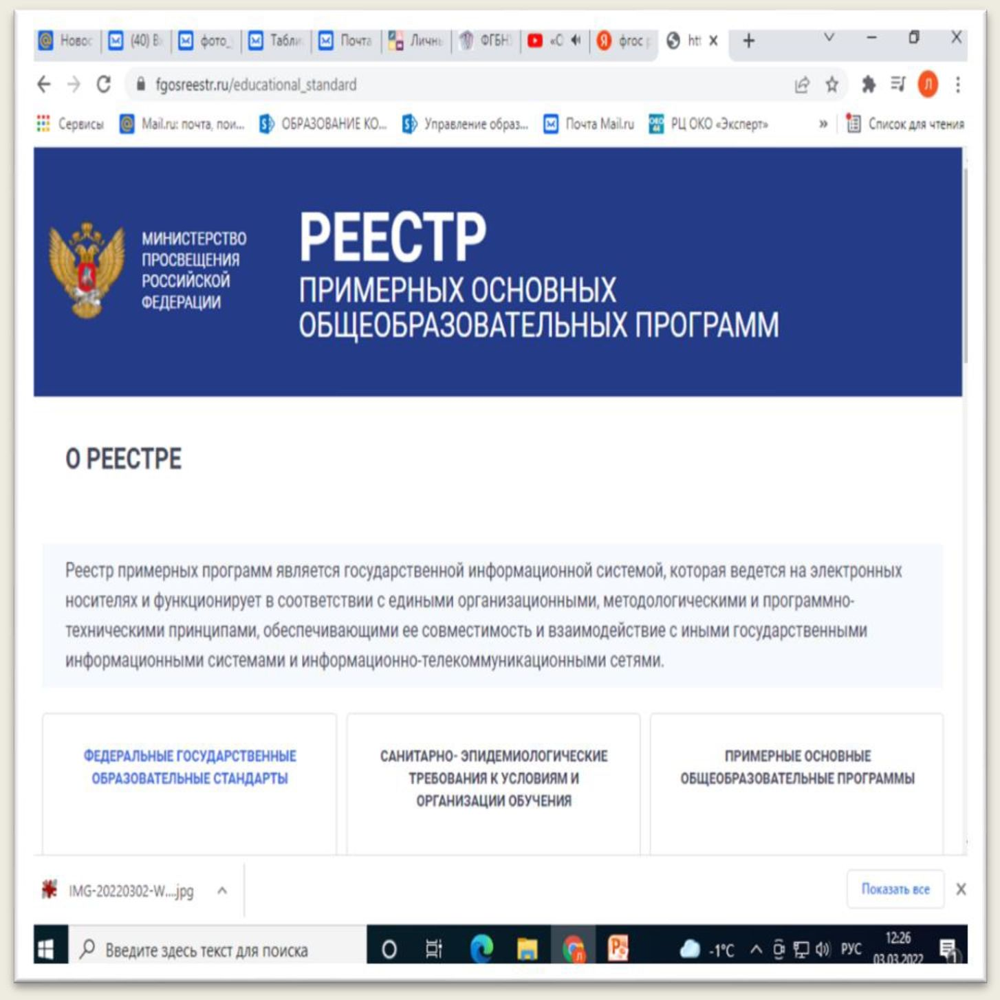 Новос (40) В фото_ Табли Почта Личн ФГБН «О фгос р htt
fgosreestr.ru/educational_standard
Л
Сервисы Mail.ru: почта, пои... ОБРАЗОВАНИЕ КО... Управление образ... Почта Mail.ru РЦ ОКО «Эксперт» » Список для чтения
МИНИСТЕРСТВО
ПРОСВЕЩЕНИЯ
РОССИЙСКОЙ
ФЕДЕРАЦИИ
РЕЕСТР
ПРИМЕРНЫХ ОСНОВНЫХ
ОБЩЕОБРАЗОВАТЕЛЬНЫХ ПРОГРАММ
О РЕЕСТРЕ
Реестр примерных программ является государственной информационной системой, которая ведется на электронных
носителях и функционирует в соответствии с едиными организационными, методологическими и программно-
техническими принципами, обеспечивающими ее совместимость и взаимодействие с иными государственными
информационными системами и информационно-телекоммуникационными сетями.
ФЕДЕРАЛЬНЫЕ ГОСУДАРСТВЕННЫЕ
ОБРАЗОВАТЕЛЬНЫЕ СТАНДАРТЫ
САНИТАРНО- ЭПИДЕМИОЛОГИЧЕСКИЕ
ТРЕБОВАНИЯ К УСЛОВИЯМ И
ОРГАНИЗАЦИИ ОБУЧЕНИЯ
ПРИМЕРНЫЕ ОСНОВНЫЕ
ОБЩЕОБРАЗОВАТЕЛЬНЫЕ ПРОГРАММЫ
IMG-20220302-W....jpg
Показать все
Введите здесь текст для поиска
-1°C РУС
12:26
03.03.2022
1